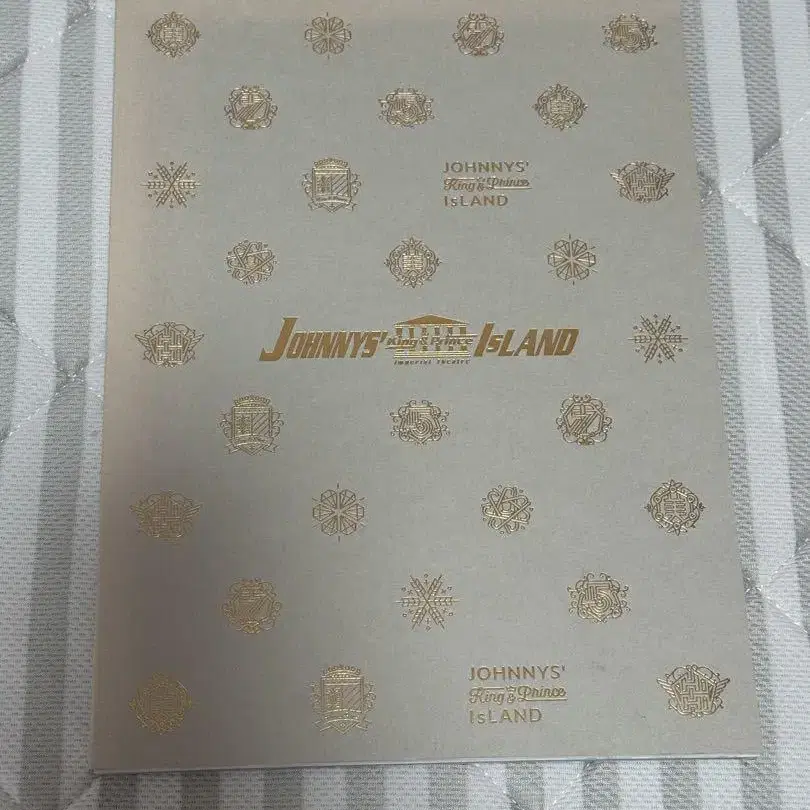 JOHNNYS'
King & Prince
IsLAND
JOHNNYS' King & Prince IsLAND
Imperial Theatre
JOHNNYS'
King & Prince
IsLAND